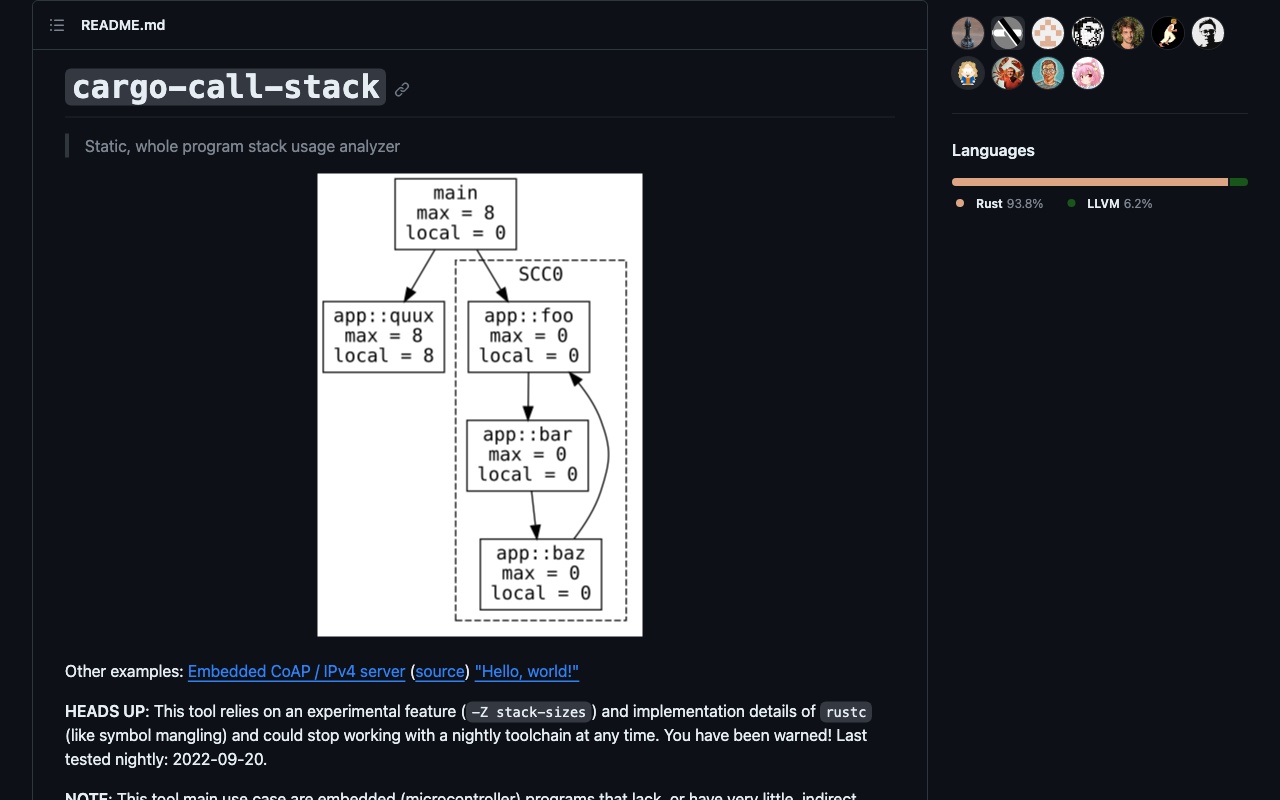 README.md
cargo-call-stack
Static, whole program stack usage analyzer
main
max = 8
local = 0
SCC0
app::quux
max = 8
local = 8
app::foo
max = 0
local = 0
app::bar
max = 0
local = 0
app::baz
max = 0
local = 0
Other examples: Embedded CoAP / IPv4 server (source) "Hello, world!"
HEADS UP: This tool relies on an experimental feature (-Z stack-sizes) and implementation details of rustc
(like symbol mangling) and could stop working with a nightly toolchain at any time. You have been warned! Last
tested nightly: 2022-09-20.
NOTE: This tool main use case are embedded (microcontroller) programs that lack, or have very little, indirect
Languages
Rust 93.8% LLVM 6.2%